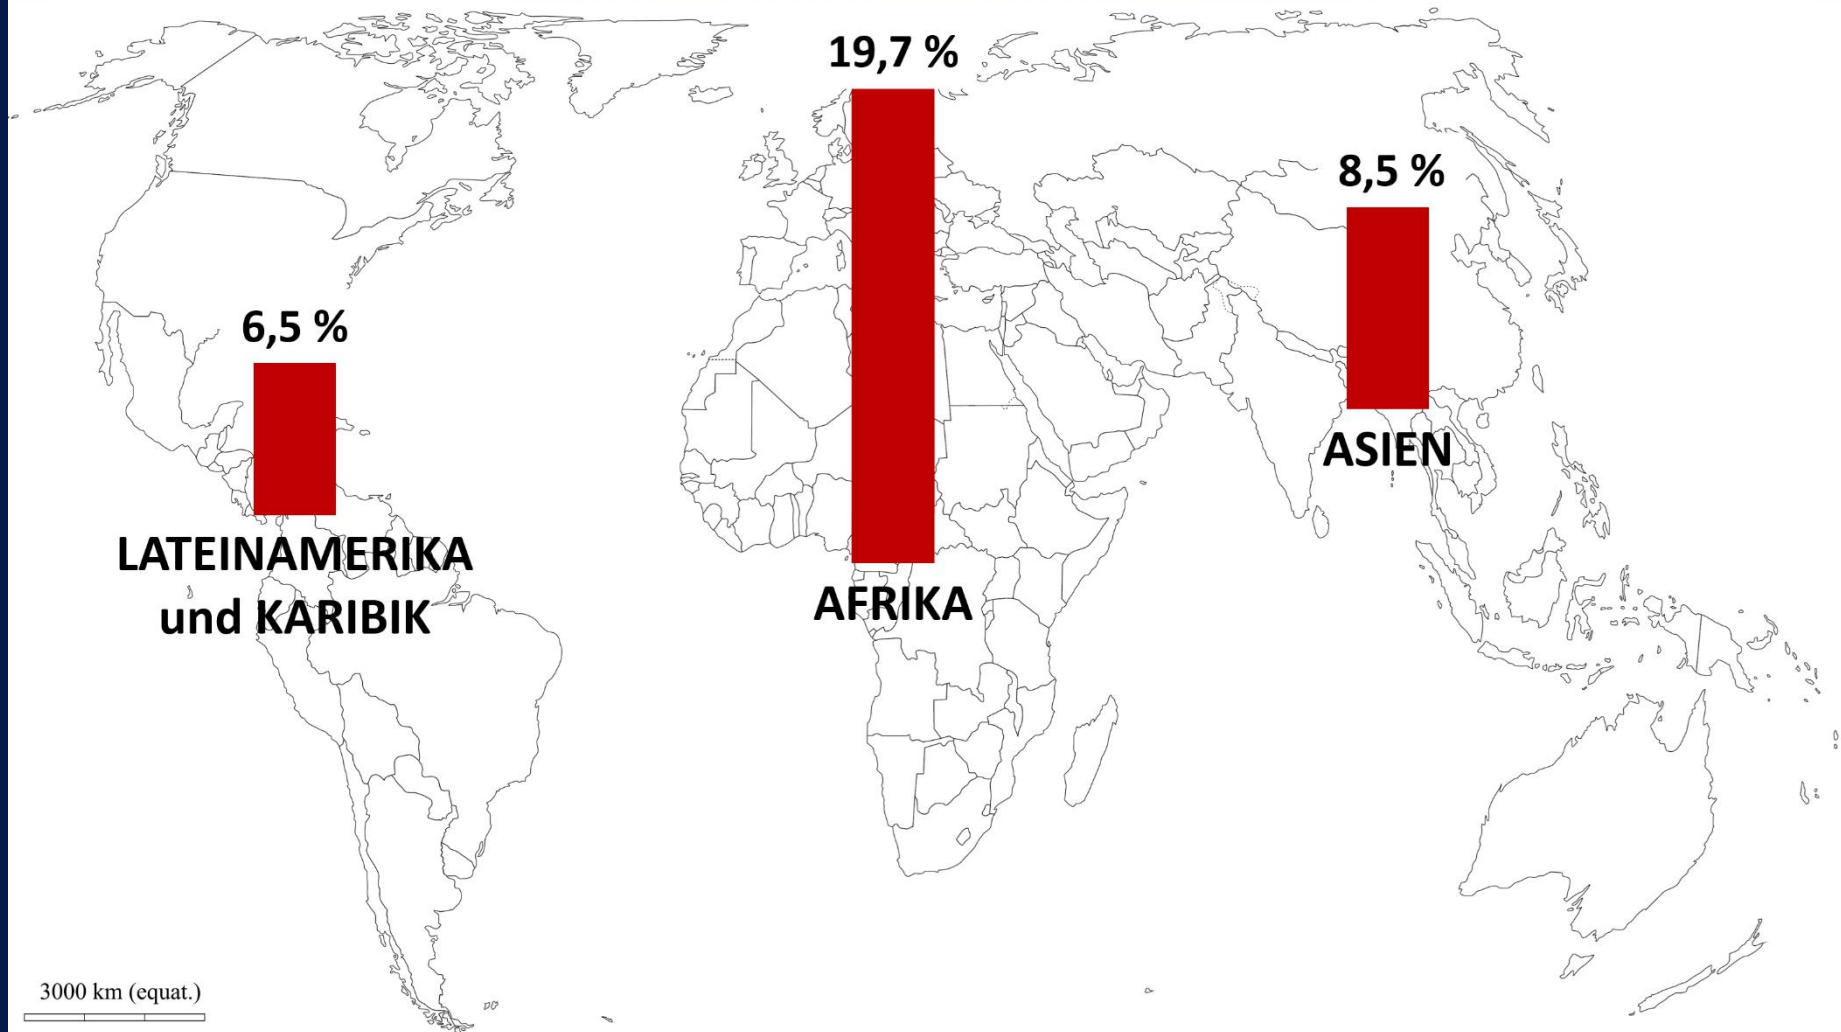 19,7 %
8,5 %
6,5 %
ASIEN
LATEINAMERIKA
und KARIBIK
AFRIKA
3000 km (equat.)